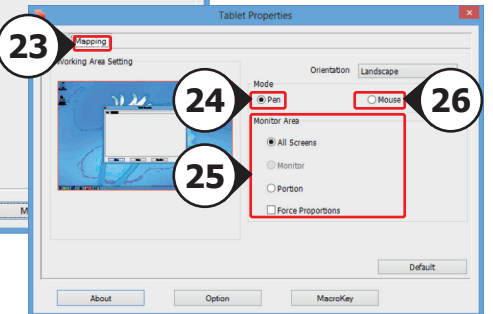 Tablet Properties
23
Mapping
Working Area Setting
Orientation Landscape
Mode
24
Pen
Mouse
26
Monitor Area
All Screens
Monitor
25
Portion
Force Proportions
M
Default
About Option MacroKey